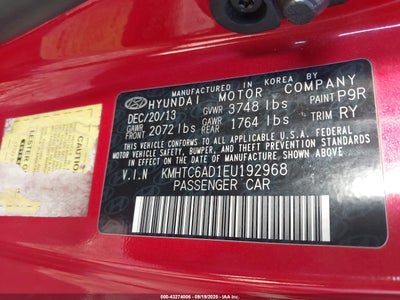 MANUFACTURED IN KOREA BY
HYUNDAI MOTOR COMPANY
DEC/20/13 GVWR 3748 lbs PAINT P9R
GAWR FRONT 2072 lbs GAWR REAR 1764 lbs TRIM RY
THIS VEHICLE CONFORMS TO ALL APPLICABLE U.S.A. FEDERAL
MOTOR VEHICLE SAFETY, BUMPER, AND THEFT PREVENTION
STANDARDS IN EFFECT ON THE DATE OF MANUFACTURE SHOWN ABOVE.
V.I.N KMHTC6AD1EU192968
PASSENGER CAR
CAUTION
000-43274006 - 09/19/2025 - IAAUS